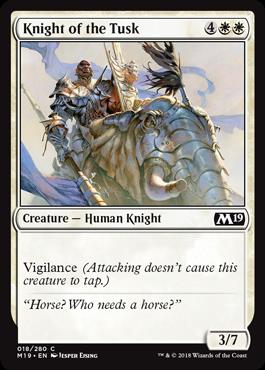 Knight of the Tusk 4
Creature — Human Knight M19
Vigilance (Attacking doesn't cause this
creature to tap.)
"Horse? Who needs a horse?"
3/7
018/280 C
M19 • EN Jesper Ejsing
™ & © 2018 Wizards of the Coast